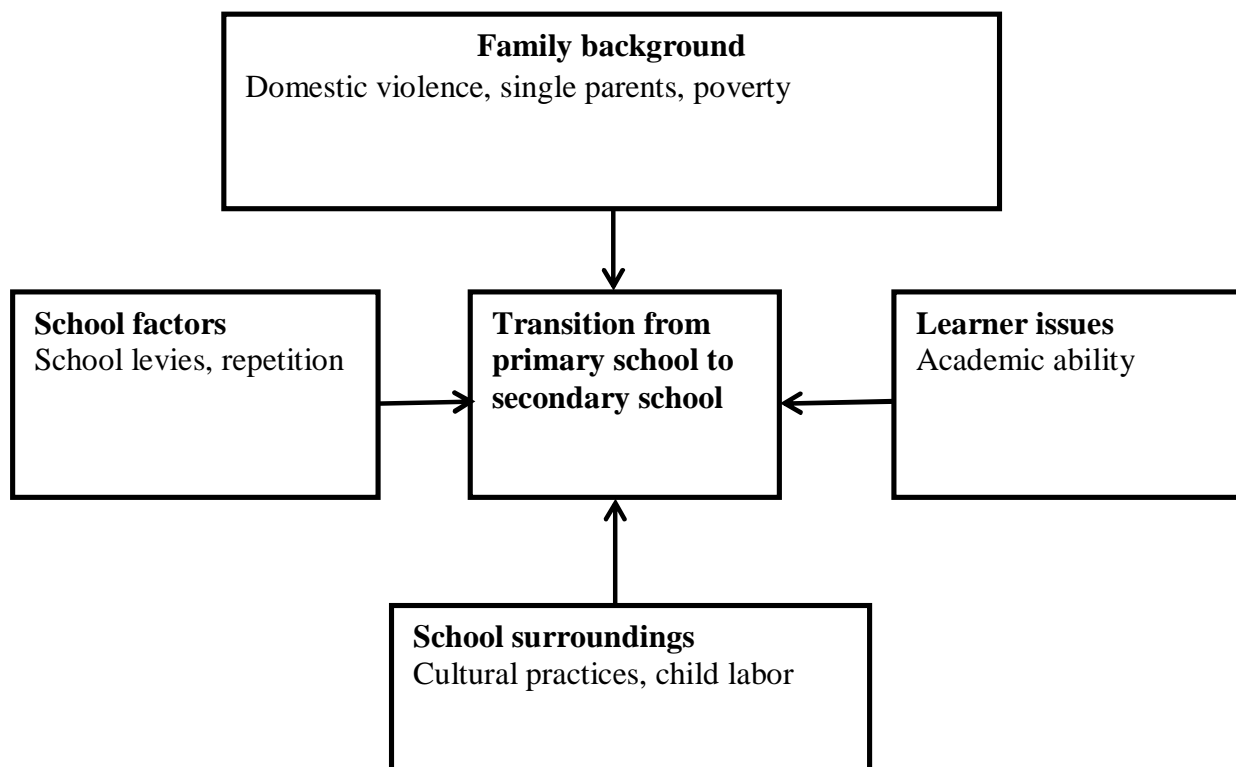 Family background
Domestic violence, single parents, poverty
School factors
School levies, repetition
Transition from
primary school to
secondary school
Learner issues
Academic ability
School surroundings
Cultural practices, child labor